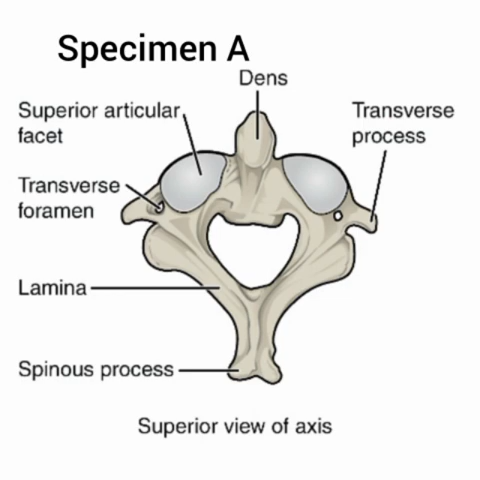 Specimen A
Dens
Superior articular
facet
Transverse
process
Transverse
foramen
Lamina
Spinous process
Superior view of axis